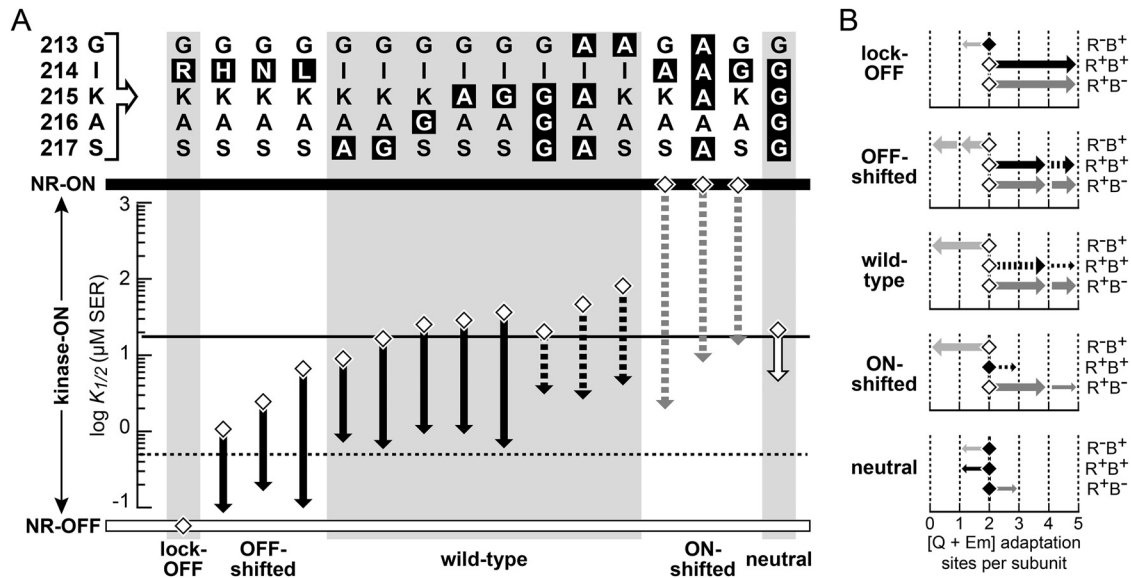 A
213 G G G G G G G G G G G A A G A G G
214 I R H N L I I I I I I I I A A G G
215 K K K K K K K K A G G A K K A K G
216 A A A A A A A G A A G A A A A A G
217 S S S S S A G S S S G A S S A S G
NR-ON
kinase-ON
log K1/2 (µM SER)
3
2
1
0
-1
NR-OFF
lock-OFF
OFF-shifted
wild-type
ON-shifted
neutral
B
lock-OFF
R⁻B⁺
R⁺B⁺
R⁺B⁻
OFF-shifted
R⁻B⁺
R⁺B⁺
R⁺B⁻
wild-type
R⁻B⁺
R⁺B⁺
R⁺B⁻
ON-shifted
R⁻B⁺
R⁺B⁺
R⁺B⁻
neutral
R⁻B⁺
R⁺B⁺
R⁺B⁻
0 1 2 3 4 5
[Q + Em] adaptation
sites per subunit